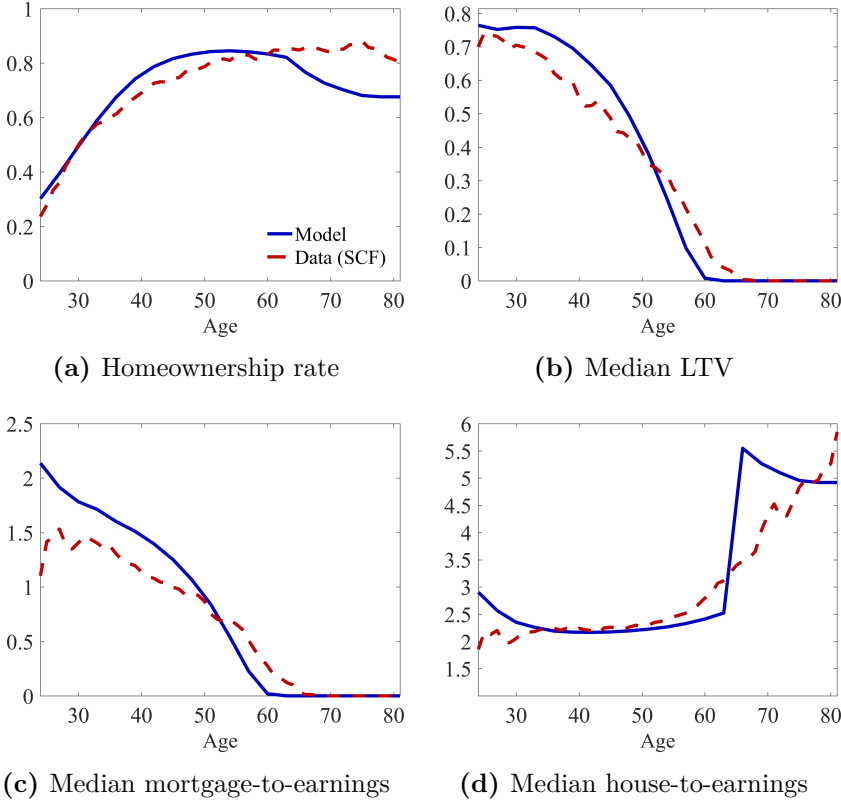 1
0.8
0.6
0.4
0.2
0
Model
Data (SCF)
30 40 50 60 70 80
Age
(a) Homeownership rate
0.8
0.7
0.6
0.5
0.4
0.3
0.2
0.1
0
30 40 50 60 70 80
Age
(b) Median LTV
2.5
2
1.5
1
0.5
0
30 40 50 60 70 80
Age
(c) Median mortgage-to-earnings
6
5.5
5
4.5
4
3.5
3
2.5
2
1.5
30 40 50 60 70 80
Age
(d) Median house-to-earnings